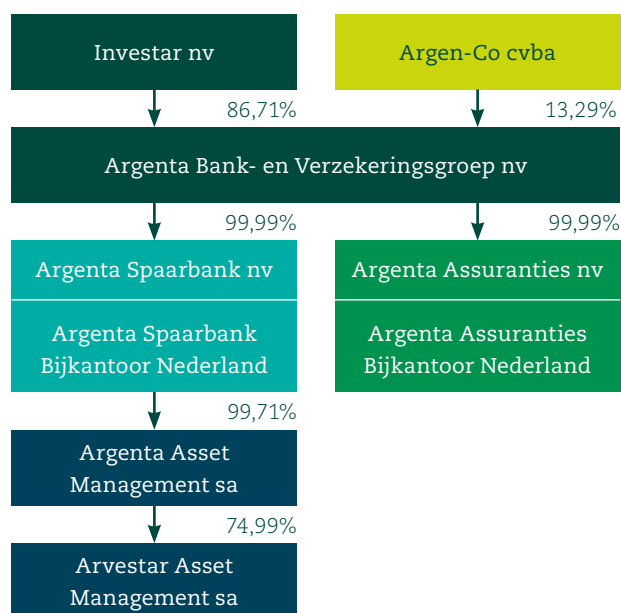 Investar nv
Argen-Co cvba
86,71%
13,29%
Argenta Bank- en Verzekeringsgroep nv
99,99%
99,99%
Argenta Spaarbank nv
Argenta Assuranties nv
Argenta Spaarbank
Bijkantoor Nederland
Argenta Assuranties
Bijkantoor Nederland
99,71%
Argenta Asset
Management sa
74,99%
Arvestar Asset
Management sa